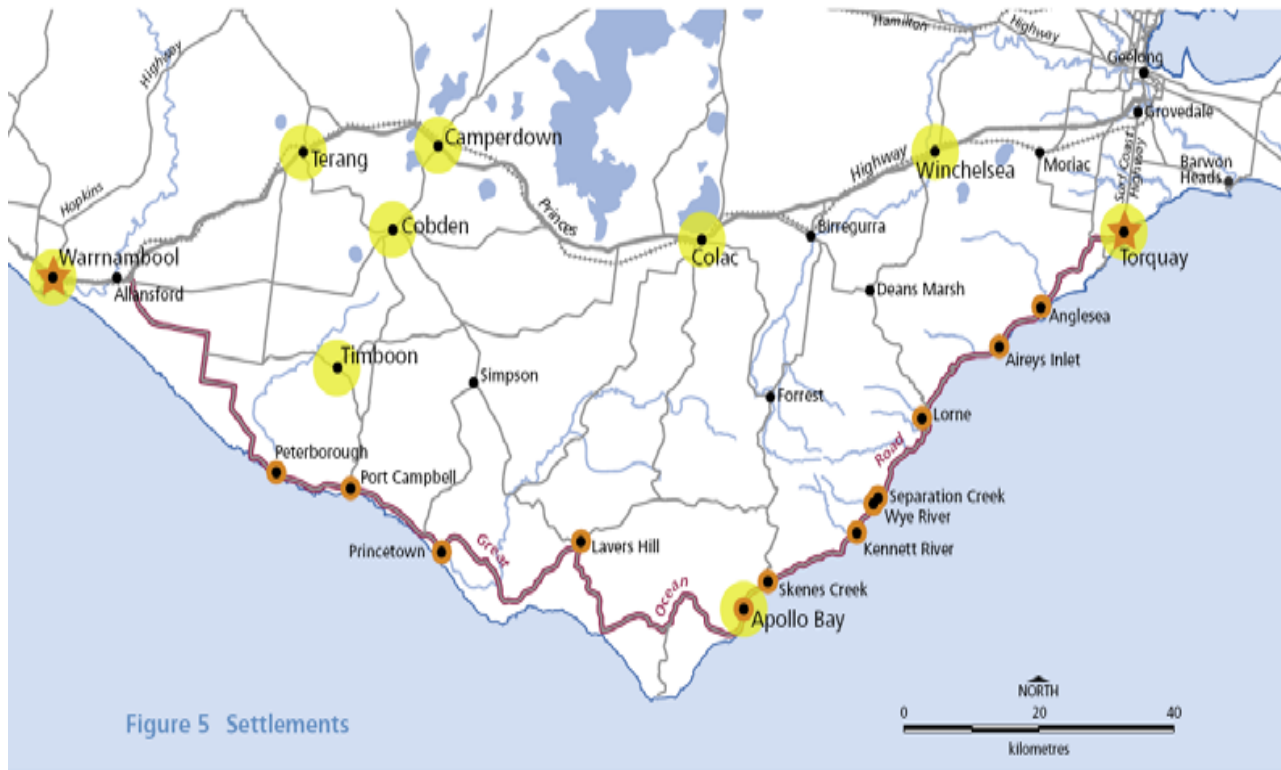 Hamilton
Highway
Highway
Geelong
Grovedale
Camperdown
Terang
Highway
Winchelsea
Moriac
Surf Coast
Highway
Barwon
Heads
Hopkins
Cobden
Princes
Birregurra
Warrnambool
Colac
Torquay
Allansford
Deans Marsh
Anglesea
Timboon
Aireys Inlet
Simpson
Forrest
Lorne
Peterborough
Road
Port Campbell
Separation Creek
Wye River
Princetown
Great
Lavers Hill
Kennett River
Ocean
Skenes Creek
Apollo Bay
Figure 5 Settlements
NORTH
0 20 40
kilometres